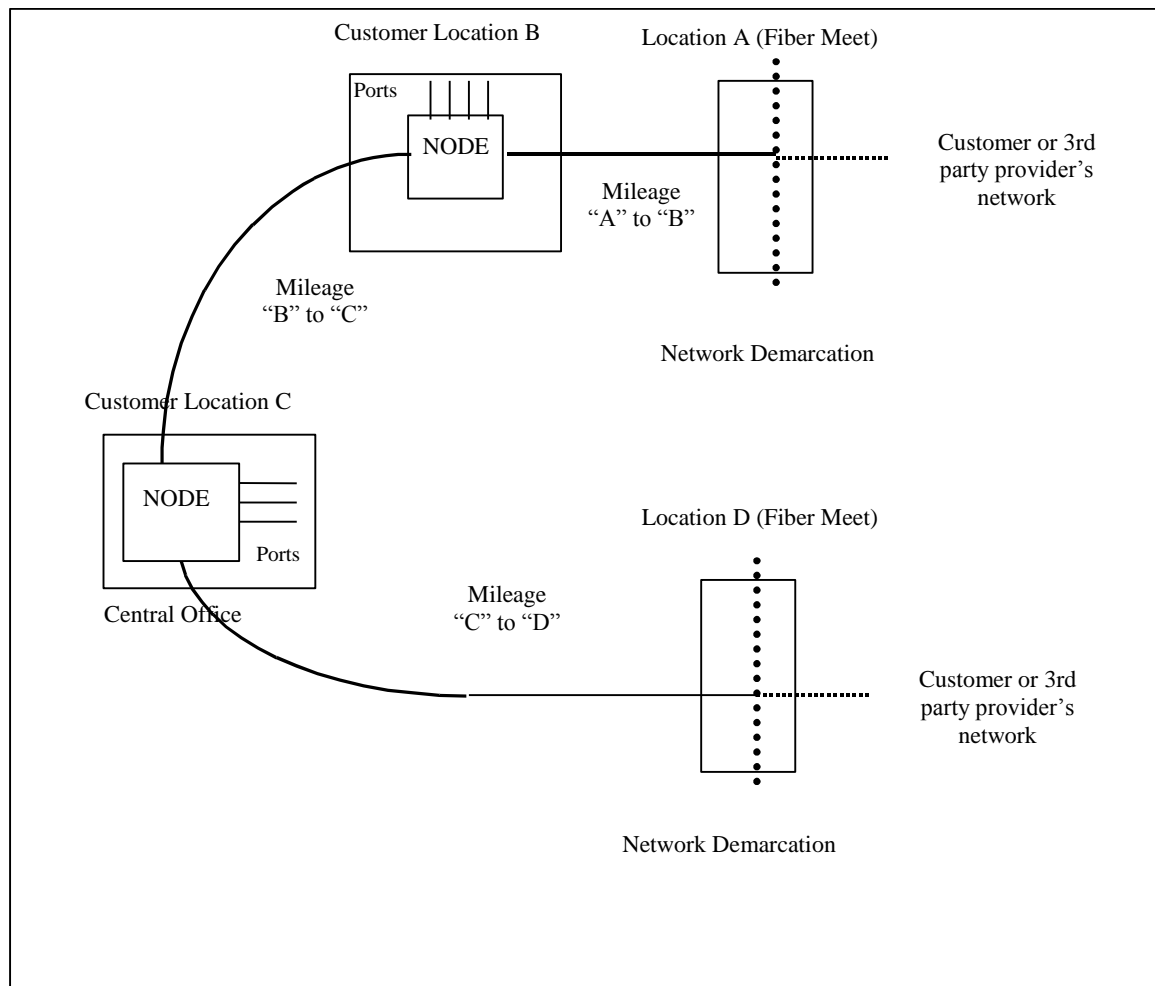 Customer Location B
Location A (Fiber Meet)
Ports
NODE
Customer or 3rd
party provider’s
network
Mileage
“A” to “B”
Mileage
“B” to “C”
Network Demarcation
Customer Location C
NODE
Ports
Central Office
Location D (Fiber Meet)
Mileage
“C” to “D”
Customer or 3rd
party provider’s
network
Network Demarcation